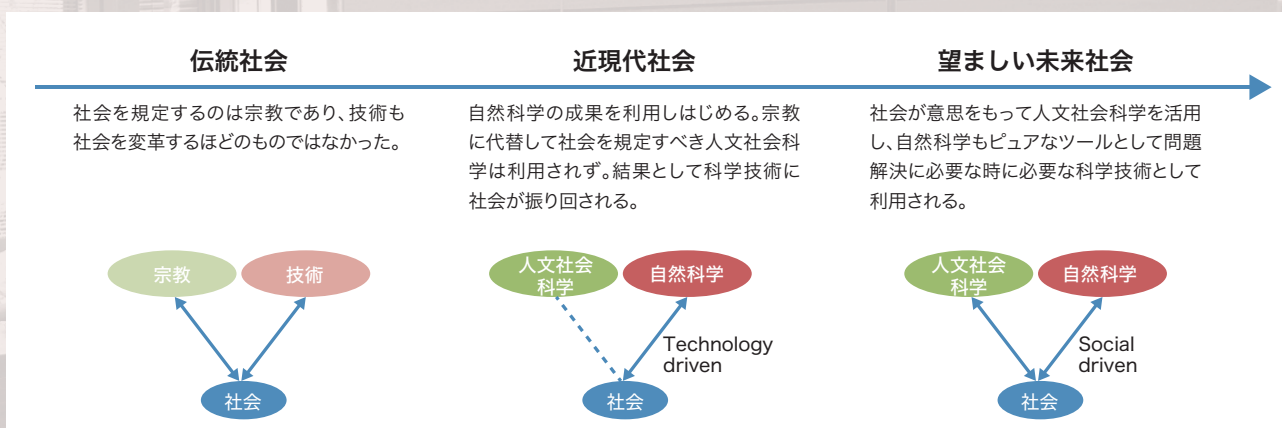 伝統社会
社会を規定するのは宗教であり、技術も
社会を変革するほどのものではなかった。
宗教
技術
社会
近現代社会
自然科学の成果を利用しはじめる。宗教
に代替して社会を規定すべき人文社会科
学は利用されず。結果として科学技術に
社会が振り回される。
人文社会
科学
自然科学
Technology
driven
社会
望ましい未来社会
社会が意思をもって人文社会科学を活用
し、自然科学もピュアなツールとして問題
解決に必要な時に必要な科学技術として
利用される。
人文社会
科学
自然科学
Social
driven
社会